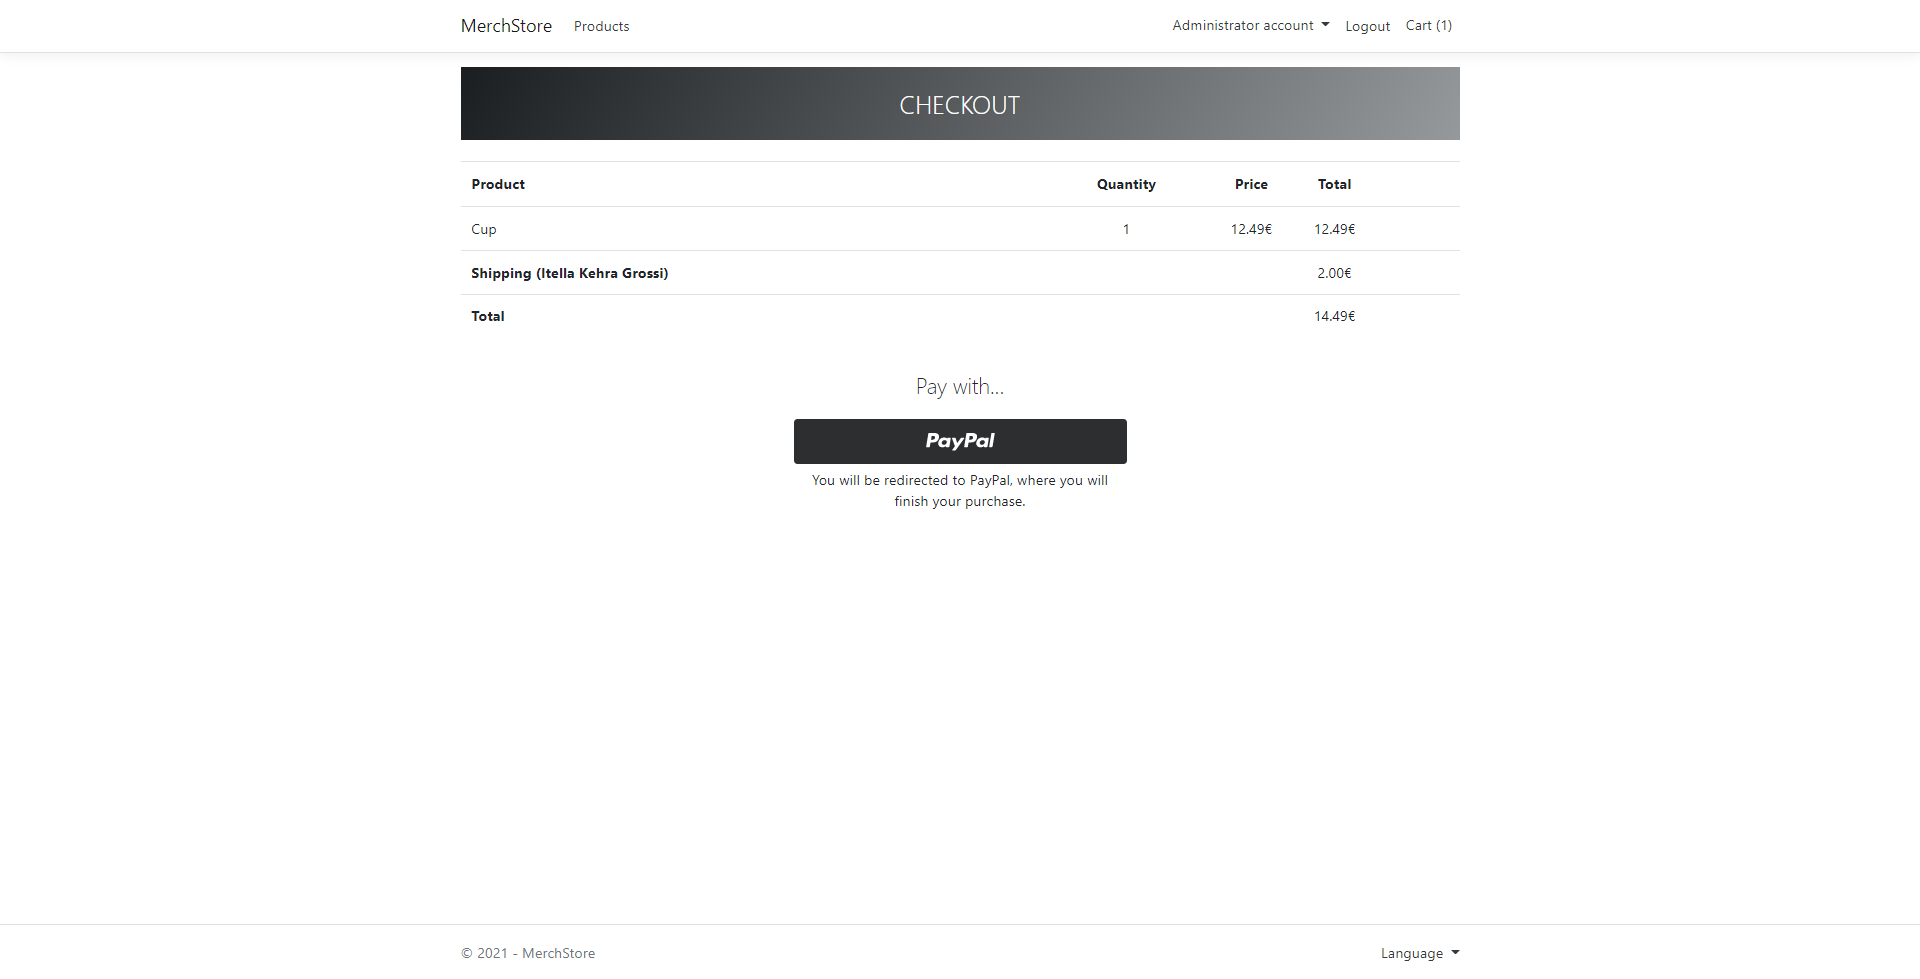 MerchStore Products Administrator account Logout Cart (1)
CHECKOUT
Product Quantity Price Total
Cup 1 12.49€ 12.49€
Shipping (Itella Kehra Grossi) 2.00€
Total 14.49€
Pay with...
PayPal
You will be redirected to PayPal, where you will
finish your purchase.
© 2021 - MerchStore Language